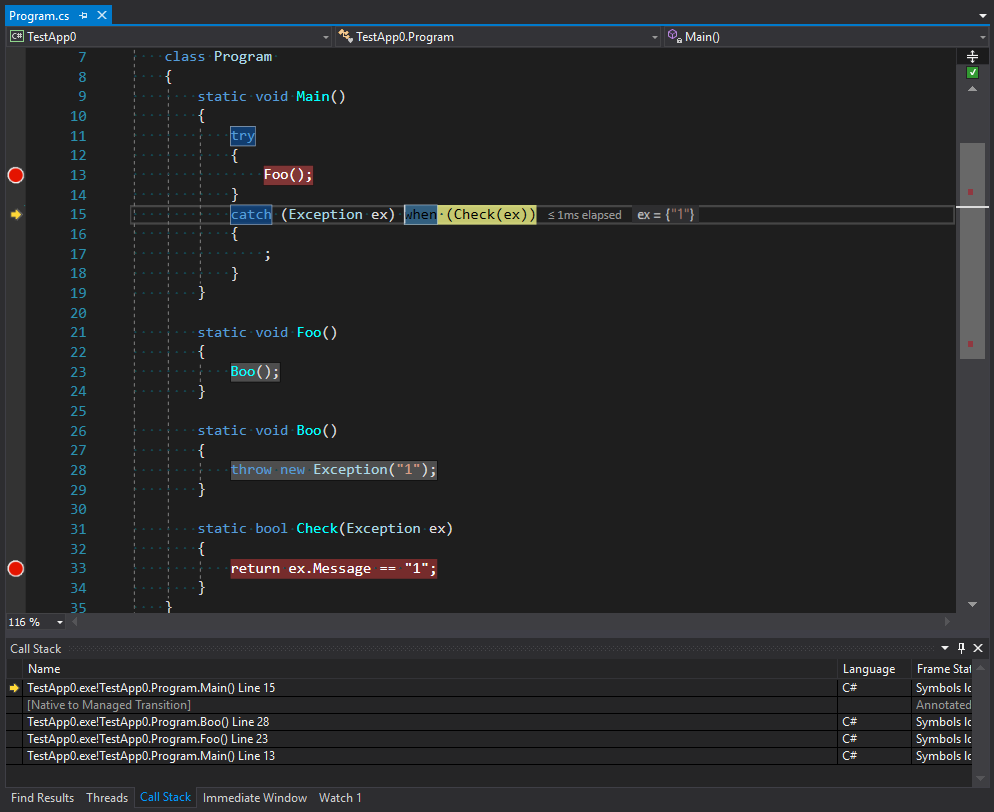 Program.cs
TestApp0 TestApp0.Program Main()
7 class Program
8 {
9 static void Main()
10 {
11 try
12 {
13 Foo();
14 }
15 catch (Exception ex) when (Check(ex)) ≤ 1ms elapsed ex = {"1"}
16 {
17 ;
18 }
19 }
20
21 static void Foo()
22 {
23 Boo();
24 }
25
26 static void Boo()
27 {
28 throw new Exception("1");
29 }
30
31 static bool Check(Exception ex)
32 {
33 return ex.Message == "1";
34 }
35 }
116 %
Call Stack
Name Language Frame Stat
TestApp0.exe!TestApp0.Program.Main() Line 15 C# Symbols lo
[Native to Managed Transition] Annotated
TestApp0.exe!TestApp0.Program.Boo() Line 28 C# Symbols lo
TestApp0.exe!TestApp0.Program.Foo() Line 23 C# Symbols lo
TestApp0.exe!TestApp0.Program.Main() Line 13 C# Symbols lo
Find Results Threads Call Stack Immediate Window Watch 1